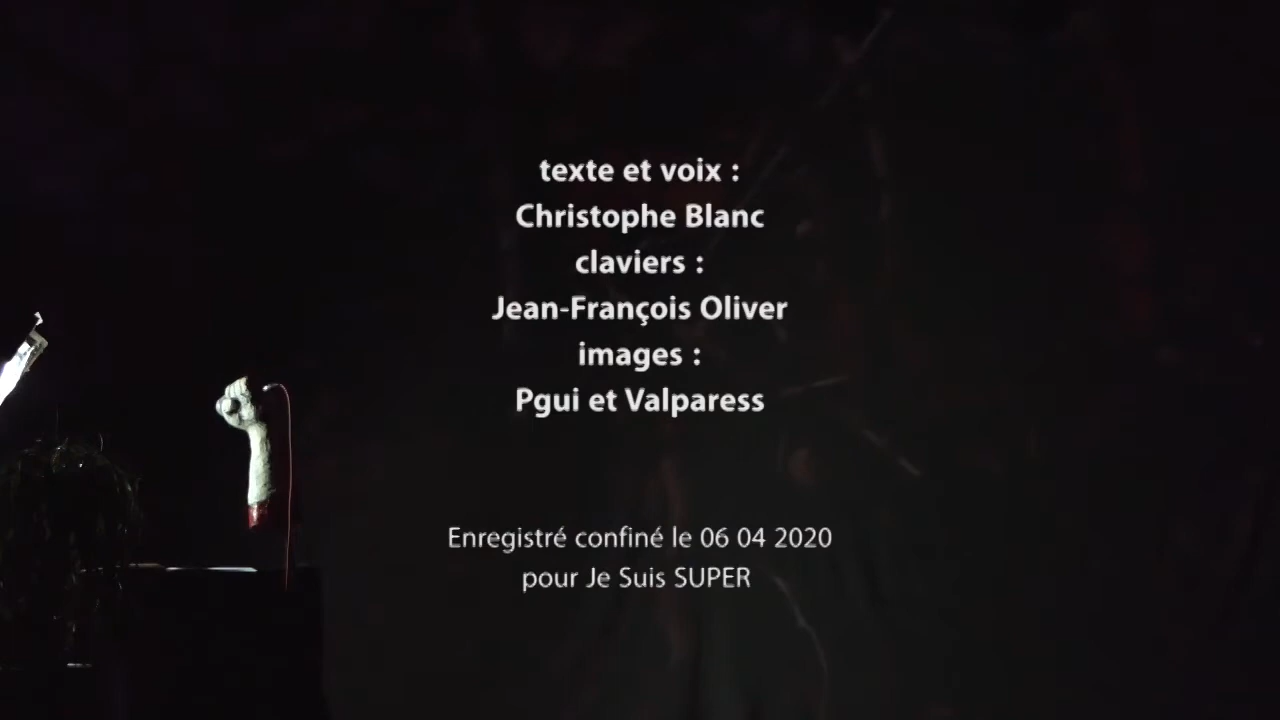 texte et voix :
Christophe Blanc
claviers :
Jean-François Oliver
images :
Pgui et Valparess
Enregistré confiné le 06 04 2020
pour Je Suis SUPER